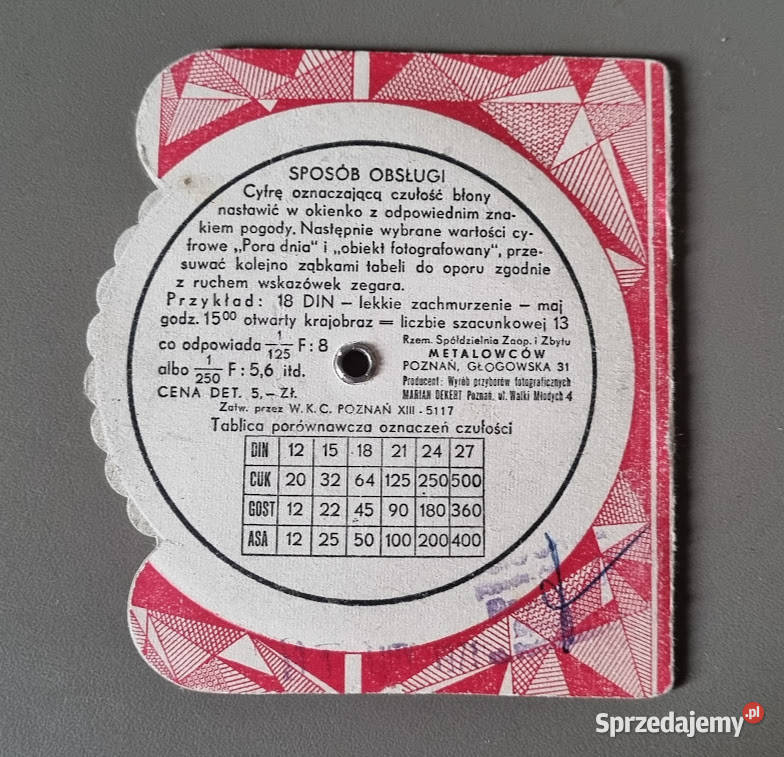 SPOSÓB OBSŁUGI
Cyfrę oznaczającą czułość błony
nastawić w okienko z odpowiednim zna-
kiem pogody. Następnie wybrane wartości cy-
frowe „Pora dnia" i „obiekt fotografowany", prze-
suwać kolejno ząbkami tabeli do oporu zgodnie
z ruchem wskazówek zegara.
Przykład: 18 DIN – lekkie zachmurzenie – maj
godz. 15⁰⁰ otwarty krajobraz = liczbie szacunkowej 13
co odpowiada 1/125 F:8
albo 1/250 F:5,6 itd.
CENA DET. 5,– Zł.
Rzem. Spółdzielnia Zaop. i Zbytu
METALOWCÓW
POZNAŃ, GŁOGOWSKA 31
Producent: Wyrób przyborów fotograficznych
MARIAN DEKERT Poznań, ul. Walki Młodych 4
Zatw. przez W.K.C. POZNAŃ XIII - 5117
Tablica porównawcza oznaczeń czułości
DIN 12 15 18 21 24 27
CUK 20 32 64 125 250 500
GOST 12 22 45 90 180 360
ASA 12 25 50 100 200 400
Sprzedajemy.pl